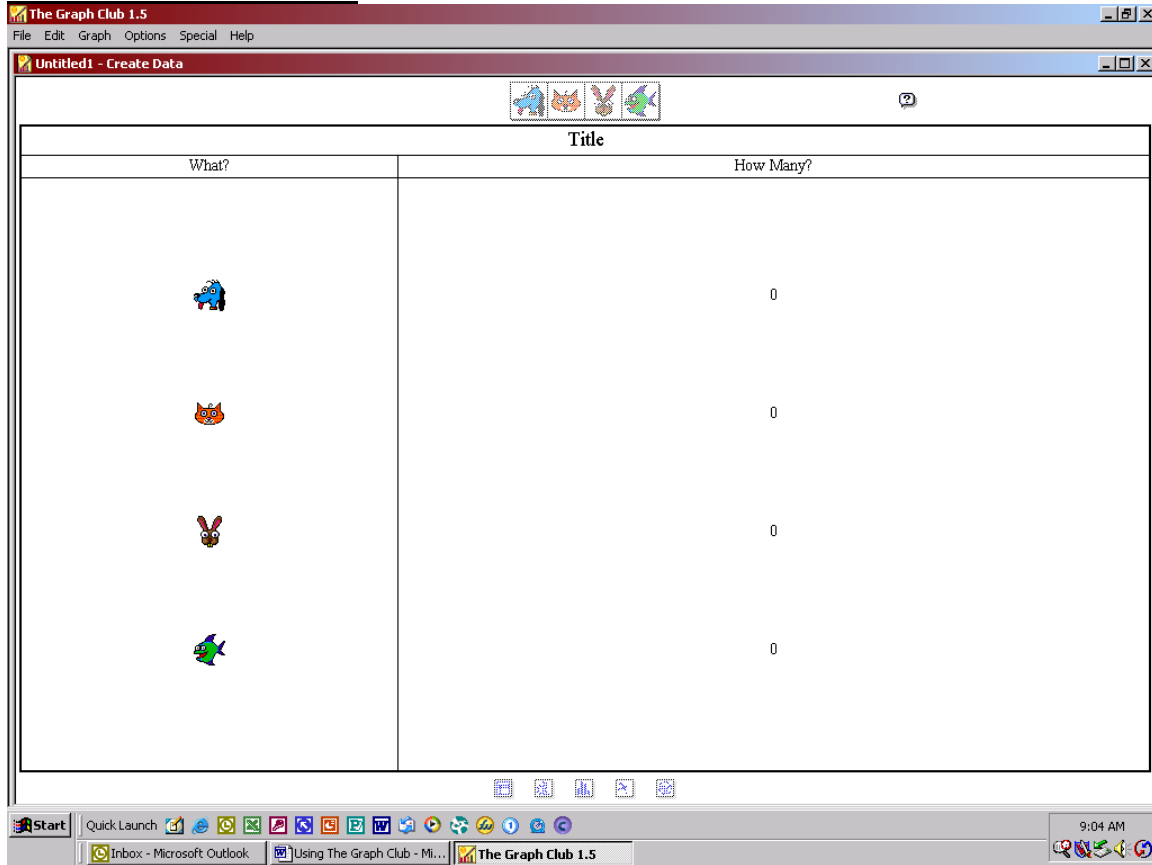 The Graph Club 1.5
File Edit Graph Options Special Help
Untitled1 - Create Data
Title
What? How Many?
0
0
0
0
Start Quick Launch 9:04 AM
Inbox - Microsoft Outlook Using The Graph Club - Mi... The Graph Club 1.5